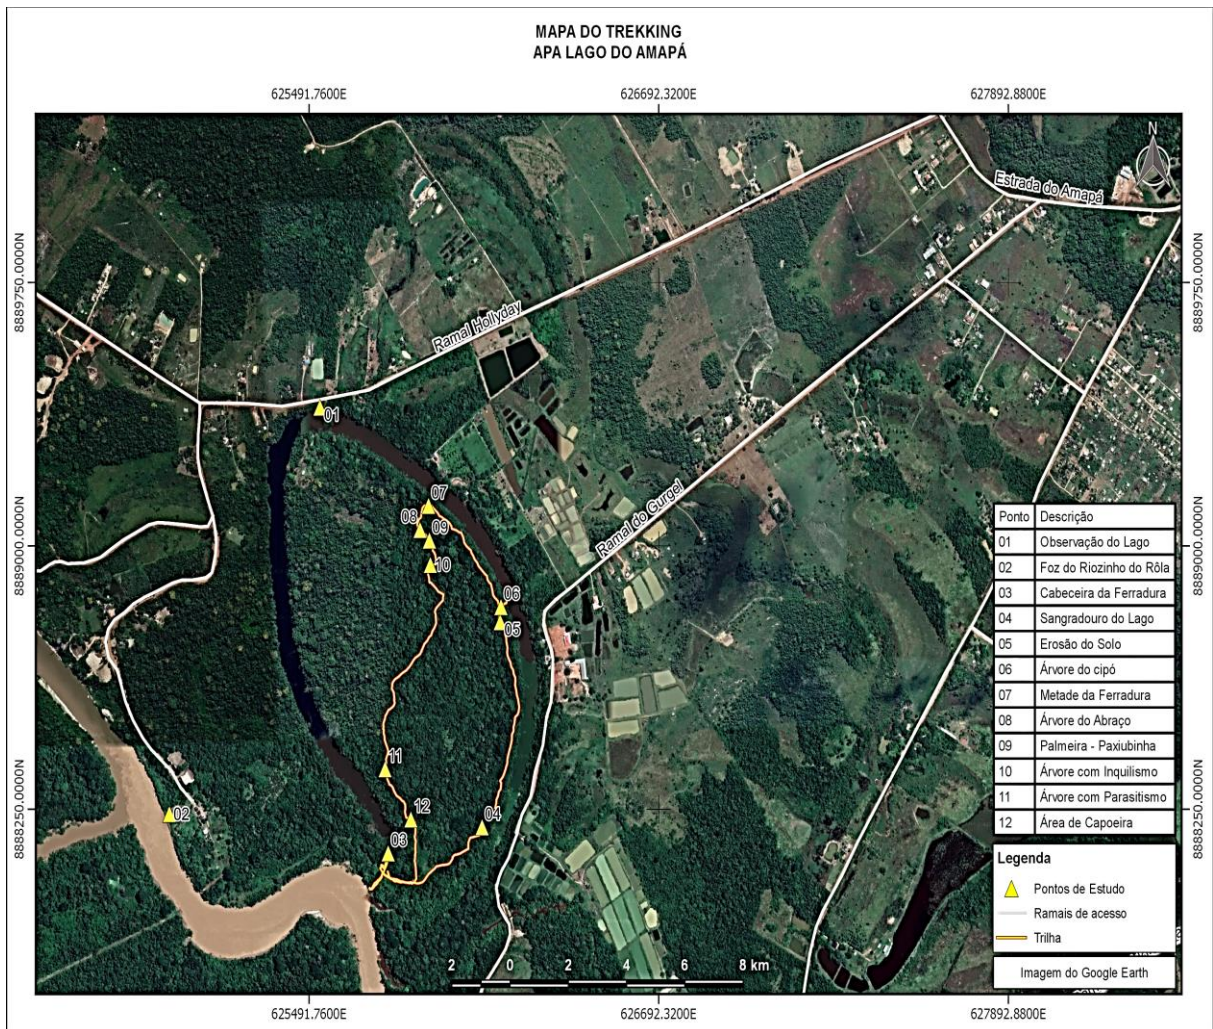 MAPA DO TREKKING
APA LAGO DO AMAPÁ
625491.7600E
626692.3200E
627892.8800E
N
Estrada do Amapá
8889750.0000N
8889750.0000N
Ramal Hollyday
01
07
08
09
10
Ramal do Gurgel
8889000.0000N
8889000.0000N
06
05
11
12
04
03
02
8888250.0000N
8888250.0000N
Ponto Descrição
01 Observação do Lago
02 Foz do Riozinho do Rôla
03 Cabeceira da Ferradura
04 Sangradouro do Lago
05 Erosão do Solo
06 Árvore do cipó
07 Metade da Ferradura
08 Árvore do Abraço
09 Palmeira - Paxiubinha
10 Árvore com Inquilismo
11 Árvore com Parasitismo
12 Área de Capoeira
Legenda
Pontos de Estudo
Ramais de acesso
Trilha
Imagem do Google Earth
2 0 2 4 6 8 km
625491.7600E
626692.3200E
627892.8800E